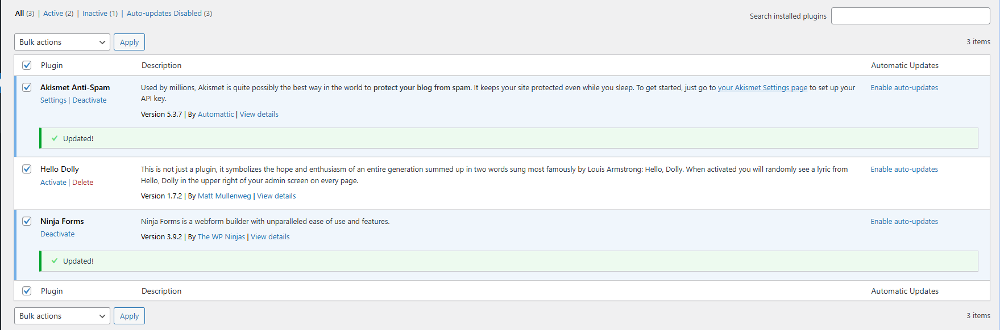 All (3) | Active (2) | Inactive (1) | Auto-updates Disabled (3)
Search installed plugins
Bulk actions Apply
3 items
Plugin Description Automatic Updates
Akismet Anti-Spam
Settings | Deactivate
Used by millions, Akismet is quite possibly the best way in the world to protect your blog from spam. It keeps your site protected even while you sleep. To get started, just go to your Akismet Settings page to set up your
API key.
Version 5.3.7 | By Automattic | View details
Enable auto-updates
Updated!
Hello Dolly
Activate | Delete
This is not just a plugin, it symbolizes the hope and enthusiasm of an entire generation summed up in two words sung most famously by Louis Armstrong: Hello, Dolly. When activated you will randomly see a lyric from
Hello, Dolly in the upper right of your admin screen on every page.
Version 1.7.2 | By Matt Mullenweg | View details
Enable auto-updates
Ninja Forms
Deactivate
Ninja Forms is a webform builder with unparalleled ease of use and features.
Version 3.9.2 | By The WP Ninjas | View details
Enable auto-updates
Updated!
Plugin Description Automatic Updates
Bulk actions Apply
3 items